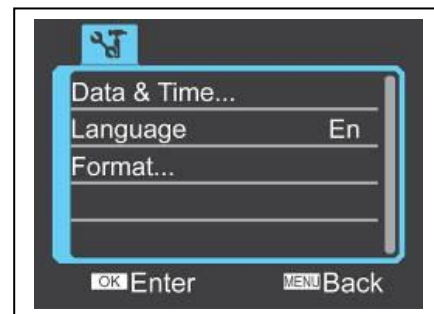 Data & Time...
Language En
Format...
OK Enter MENU Back